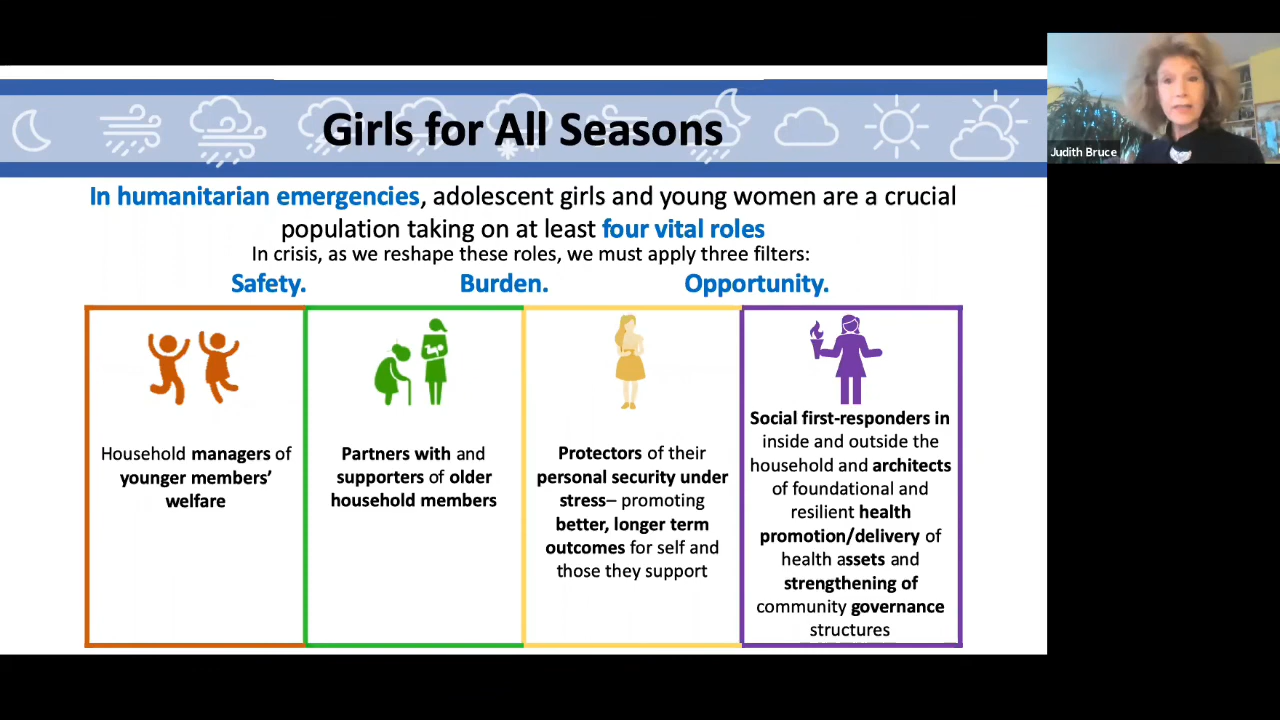 Girls for All Seasons
Judith Bruce
In humanitarian emergencies, adolescent girls and young women are a crucial
population taking on at least four vital roles
In crisis, as we reshape these roles, we must apply three filters:
Safety. Burden. Opportunity.
Household managers of
younger members’
welfare
Partners with and
supporters of older
household members
Protectors of their
personal security under
stress– promoting
better, longer term
outcomes for self and
those they support
Social first-responders in
inside and outside the
household and architects
of foundational and
resilient health
promotion/delivery of
health assets and
strengthening of
community governance
structures